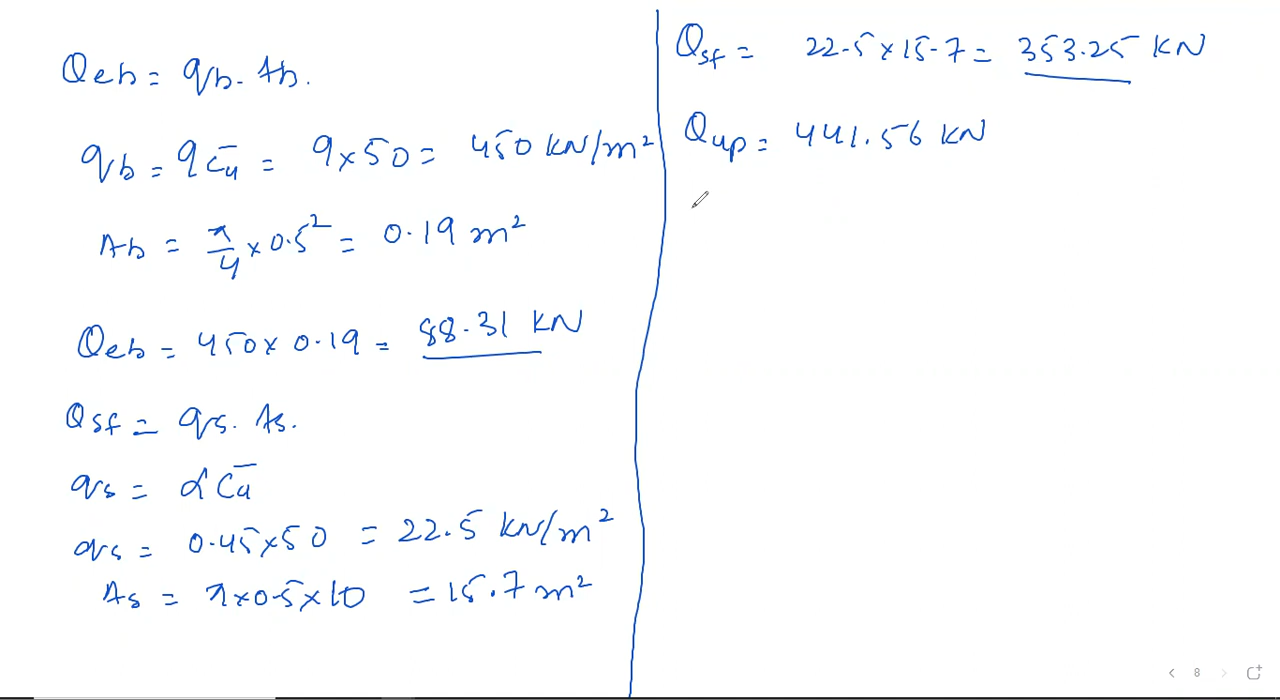 Qeb = qb. Ab.
qb = 9C̄u = 9×50 = 450 kN/m²
Ab = π/4 × 0.5² = 0.19 m²
Qeb = 450 × 0.19 = 88.31 KN
Qsf = qs. As.
qs = α C̄u
qs = 0.45×50 = 22.5 kN/m²
As = π×0.5×10 = 15.7 m²
Qsf = 22.5 × 15.7 = 353.25 KN
Qup = 441.56 KN
< 8 >